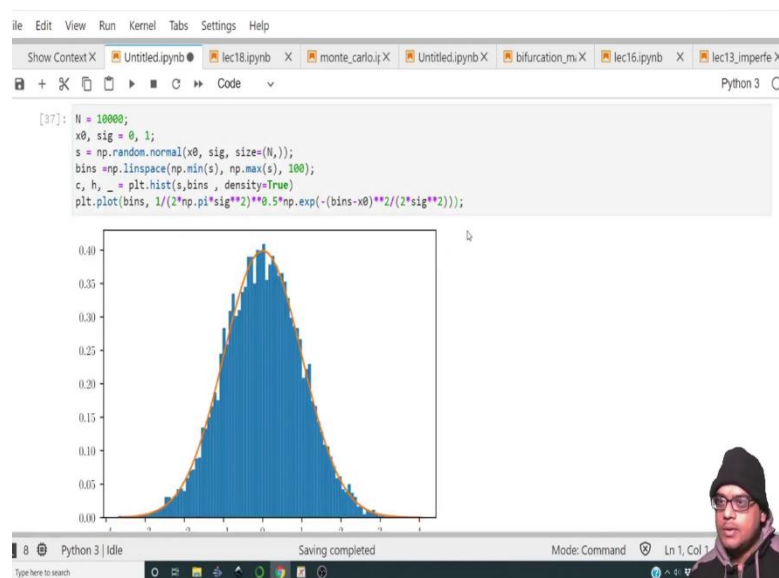 ile Edit View Run Kernel Tabs Settings Help
Show Context X Untitled.ipynb lec18.ipynb X monte_carlo.ip X Untitled.ipynb X bifurcation_m X lec16.ipynb X lec13_imperfe X
Code Python 3
[37]: N = 10000;
x0, sig = 0, 1;
s = np.random.normal(x0, sig, size=(N,));
bins =np.linspace(np.min(s), np.max(s), 100);
c, h, _ = plt.hist(s,bins , density=True)
plt.plot(bins, 1/(2*np.pi*sig**2)**0.5*np.exp(-(bins-x0)**2/(2*sig**2)));
0.40
0.35
0.30
0.25
0.20
0.15
0.10
0.05
0.00
8 Python 3 | Idle Saving completed Mode: Command Ln 1, Col 1
Type here to search